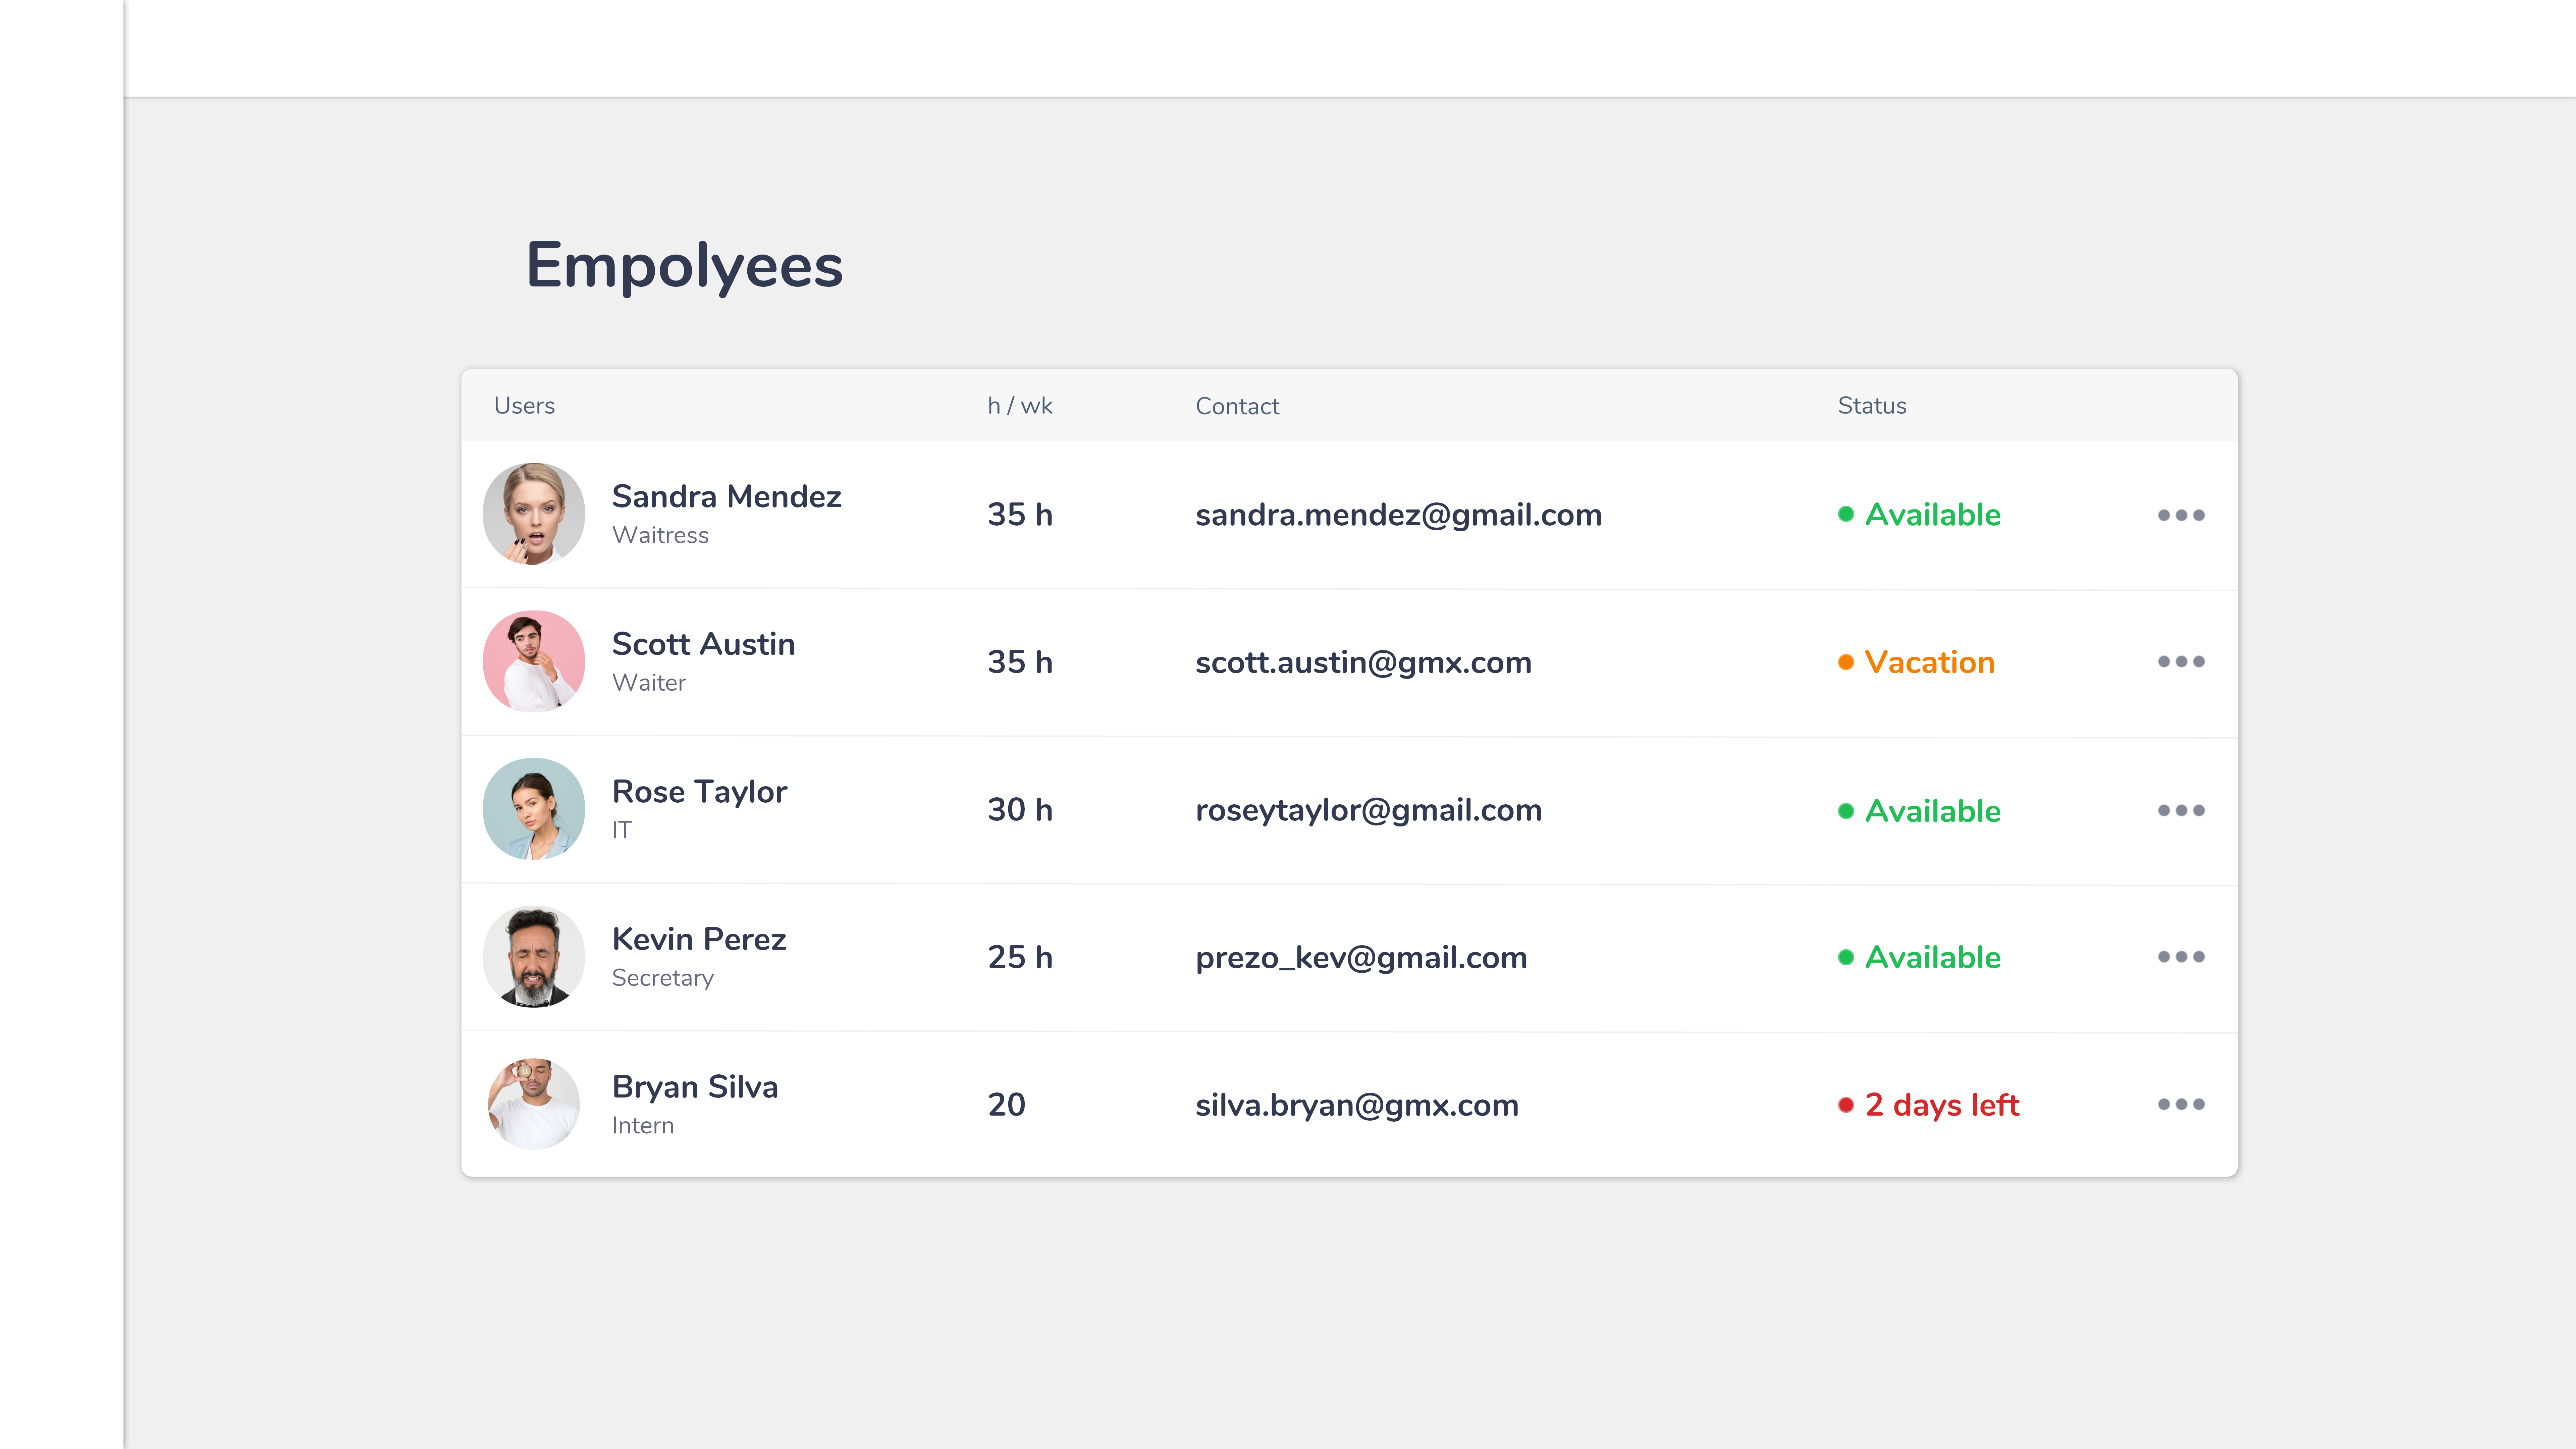 Empolyees
Users h / wk Contact Status
Sandra Mendez
Waitress
35 h sandra.mendez@gmail.com Available
Scott Austin
Waiter
35 h scott.austin@gmx.com Vacation
Rose Taylor
IT
30 h roseytaylor@gmail.com Available
Kevin Perez
Secretary
25 h prezo_kev@gmail.com Available
Bryan Silva
Intern
20 silva.bryan@gmx.com 2 days left